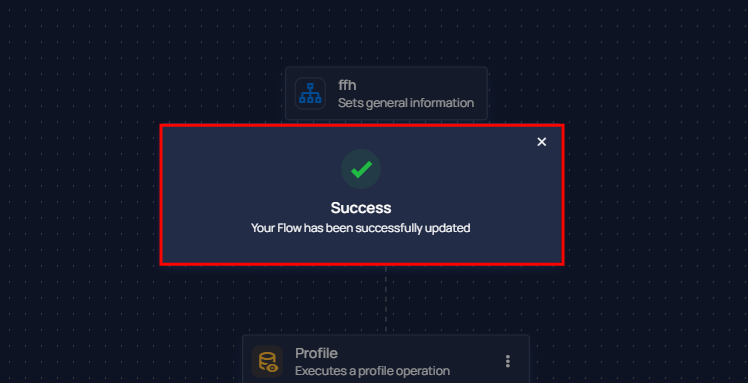 ffh
Sets general information
Success
Your Flow has been successfully updated
Profile
Executes a profile operation